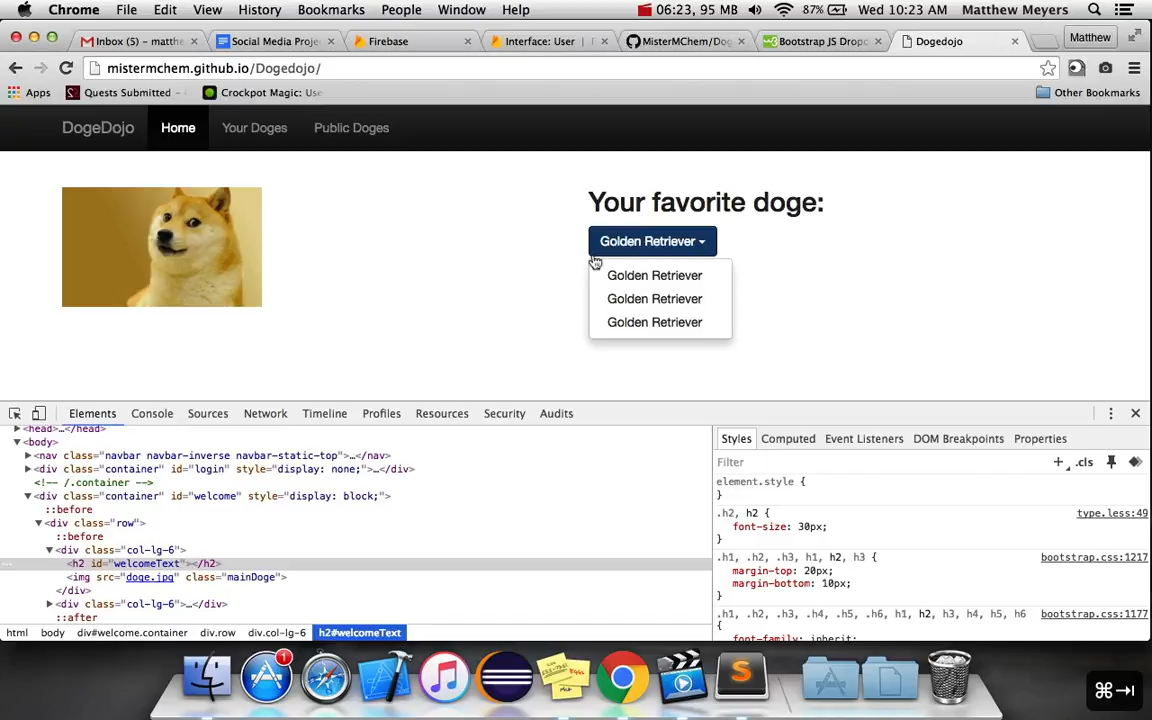 Chrome File Edit View History Bookmarks People Window Help 06:23, 95 MB 87% Wed 10:23 AM Matthew Meyers
Inbox (5) – matthe Social Media Proje Firebase Interface: User | F MisterMChem/Dog Bootstrap JS Dropd Dogedojo Matthew
mistermchem.github.io/Dogedojo/
Apps Quests Submitted – Crockpot Magic: Us Other Bookmarks
DogeDojo Home Your Doges Public Doges
Your favorite doge:
Golden Retriever
Golden Retriever
Golden Retriever
Golden Retriever
Elements Console Sources Network Timeline Profiles Resources Security Audits
<head>…</head>
<body>
<nav class="navbar navbar-inverse navbar-static-top">…</nav>
<div class="container" id="login" style="display: none;">…</div>
<!-- /.container -->
<div class="container" id="welcome" style="display: block;">
::before
<div class="row">
::before
<div class="col-lg-6">
<h2 id="welcomeText"></h2>
<img src="doge.jpg" class="mainDoge">
</div>
<div class="col-lg-6">…</div>
::after
html body div#welcome.container div.row div.col-lg-6 h2#welcomeText
Styles Computed Event Listeners DOM Breakpoints Properties
Filter + .cls
element.style {
}
.h2, h2 { type.less:49
font-size: 30px;
}
.h1, .h2, .h3, h1, h2, h3 { bootstrap.css:1217
margin-top: 20px;
margin-bottom: 10px;
}
.h1, .h2, .h3, .h4, .h5, .h6, h1, h2, h3, h4, h5, h6 bootstrap.css:1177
{
font-family: inherit;
1
⌘⇥